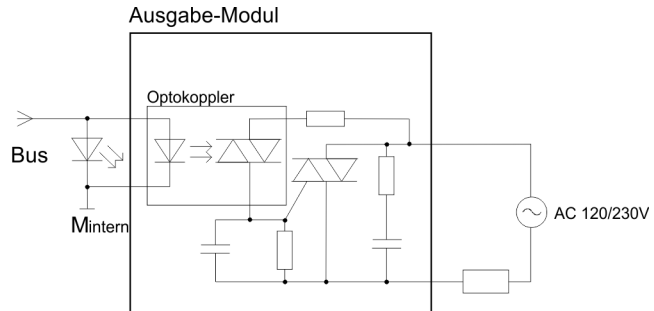 Ausgabe-Modul
Optokoppler
Bus
Mintern
AC 120/230V